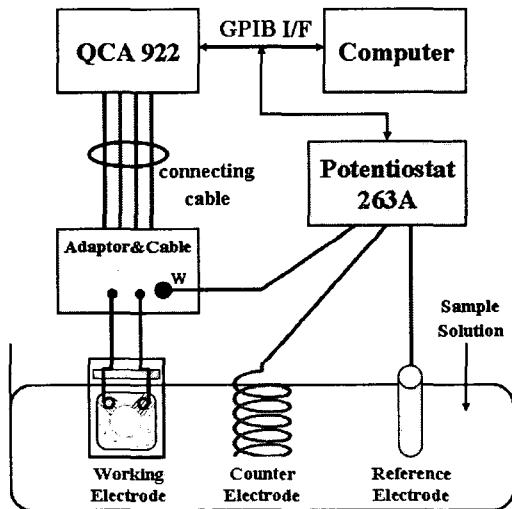 QCA 922
GPIB I/F
Computer
connecting
cable
Potentiostat
263A
Adaptor&Cable
W
Sample
Solution
Working
Electrode
Counter
Electrode
Reference
Electrode